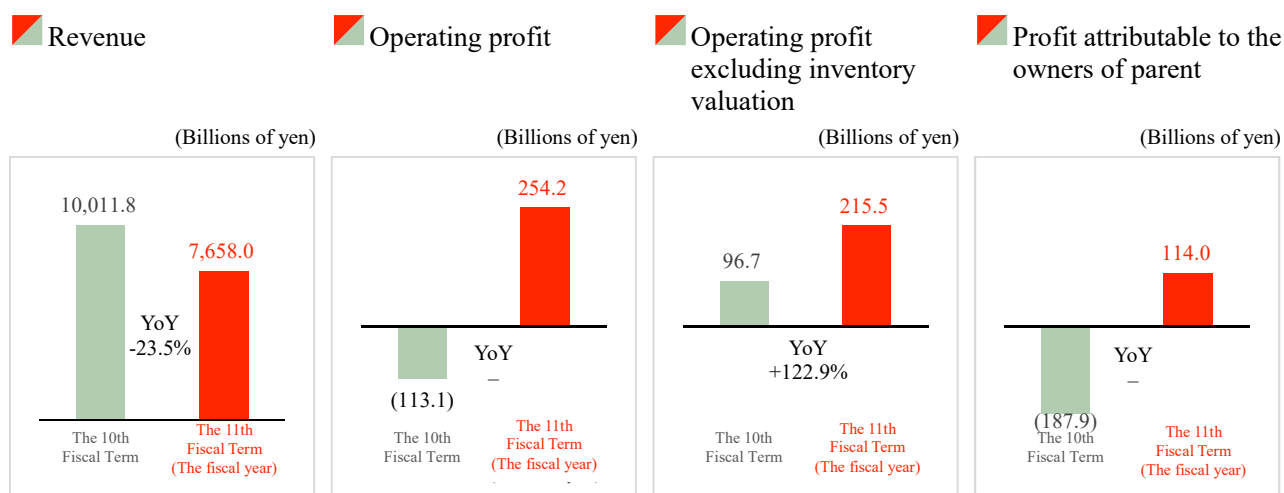 Revenue
(Billions of yen)
10,011.8
7,658.0
YoY
-23.5%
The 10th
Fiscal Term
The 11th
Fiscal Term
(The fiscal year)
Operating profit
(Billions of yen)
254.2
YoY
–
(113.1)
The 10th
Fiscal Term
The 11th
Fiscal Term
(The fiscal year)
Operating profit
excluding inventory
valuation
(Billions of yen)
96.7
215.5
YoY
+122.9%
The 10th
Fiscal Term
The 11th
Fiscal Term
(The fiscal year)
Profit attributable to the
owners of parent
(Billions of yen)
114.0
YoY
–
(187.9)
The 10th
Fiscal Term
The 11th
Fiscal Term
(The fiscal year)